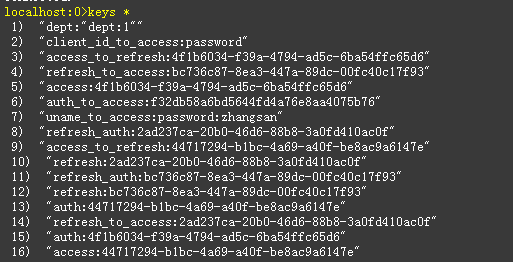 localhost:0>keys *
1) "dept:"dept:1""
2) "client_id_to_access:password"
3) "access_to_refresh:4f1b6034-f39a-4794-ad5c-6ba54ffc65d6"
4) "refresh_to_access:bc736c87-8ea3-447a-89dc-00fc40c17f93"
5) "access:4f1b6034-f39a-4794-ad5c-6ba54ffc65d6"
6) "auth_to_access:f32db58a6bd5644fd4a76e8aa4075b76"
7) "uname_to_access:password:zhangsan"
8) "refresh_auth:2ad237ca-20b0-46d6-88b8-3a0fd410ac0f"
9) "access_to_refresh:44717294-b1bc-4a69-a40f-be8ac9a6147e"
10) "refresh:2ad237ca-20b0-46d6-88b8-3a0fd410ac0f"
11) "refresh_auth:bc736c87-8ea3-447a-89dc-00fc40c17f93"
12) "refresh:bc736c87-8ea3-447a-89dc-00fc40c17f93"
13) "auth:44717294-b1bc-4a69-a40f-be8ac9a6147e"
14) "refresh_to_access:2ad237ca-20b0-46d6-88b8-3a0fd410ac0f"
15) "auth:4f1b6034-f39a-4794-ad5c-6ba54ffc65d6"
16) "access:44717294-b1bc-4a69-a40f-be8ac9a6147e"